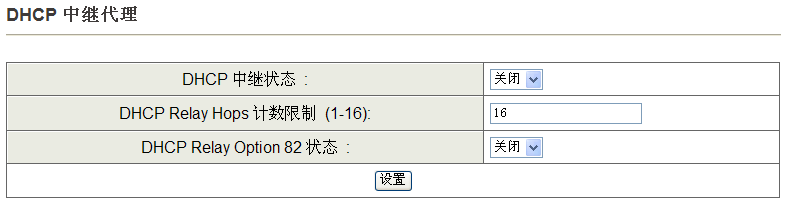 DHCP 中继代理
DHCP 中继状态 : 关闭
DHCP Relay Hops 计数限制 (1-16): 16
DHCP Relay Option 82 状态 : 关闭
设置